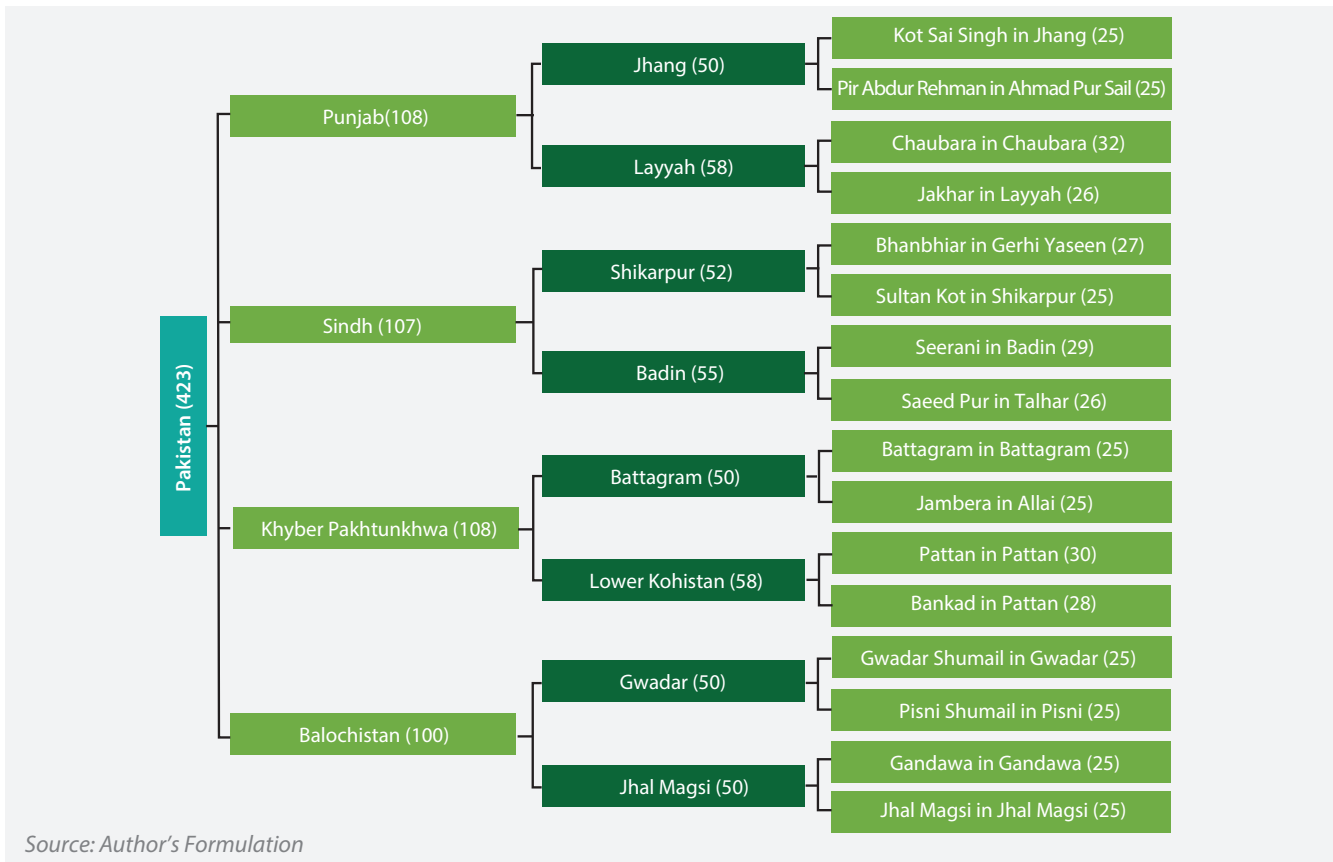 Pakistan (423)
Punjab(108)
Jhang (50)
Kot Sai Singh in Jhang (25)
Pir Abdur Rehman in Ahmad Pur Sail (25)
Layyah (58)
Chaubara in Chaubara (32)
Jakhar in Layyah (26)
Sindh (107)
Shikarpur (52)
Bhanbhiar in Gerhi Yaseen (27)
Sultan Kot in Shikarpur (25)
Badin (55)
Seerani in Badin (29)
Saeed Pur in Talhar (26)
Khyber Pakhtunkhwa (108)
Battagram (50)
Battagram in Battagram (25)
Jambera in Allai (25)
Lower Kohistan (58)
Pattan in Pattan (30)
Bankad in Pattan (28)
Balochistan (100)
Gwadar (50)
Gwadar Shumail in Gwadar (25)
Pisni Shumail in Pisni (25)
Jhal Magsi (50)
Gandawa in Gandawa (25)
Jhal Magsi in Jhal Magsi (25)
Source: Author's Formulation